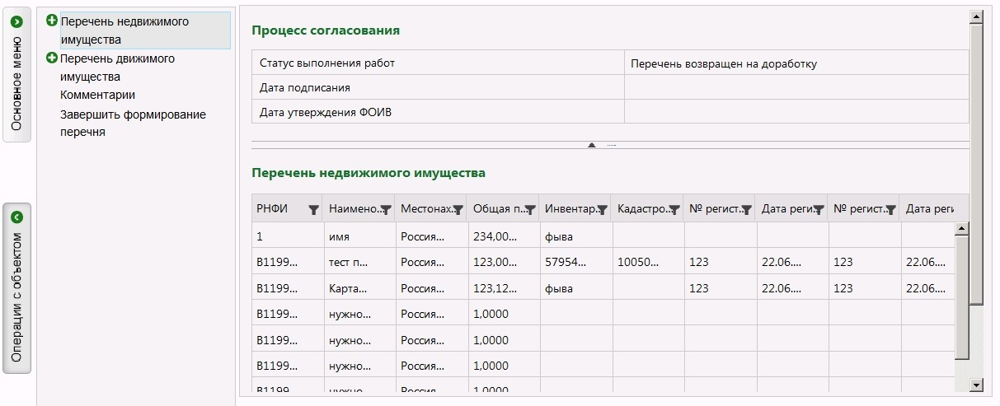 Основное меню
Операции с объектом
Перечень недвижимого
имущества
Перечень движимого
имущества
Комментарии
Завершить формирование
перечня
Процесс согласования
Статус выполнения работ Перечень возвращен на доработку
Дата подписания
Дата утверждения ФОИВ
Перечень недвижимого имущества
РНФИ Наимено... Местонах... Общая п... Инвентар... Кадастро... № регист... Дата реги... № регист... Дата реги
1 имя Россия... 234,00... фыва
В1199... тест п... Россия... 123,00... 57954... 10050... 123 22.06.... 123 22.06....
В1199... Карта... Россия... 123,12... фыва 123 22.06.... 123 22.06....
В1199... нужно... Россия... 1,0000
В1199... нужно... Россия... 1,0000
В1199... нужно... Россия... 1,0000
В1199... нужно... Россия... 1,0000